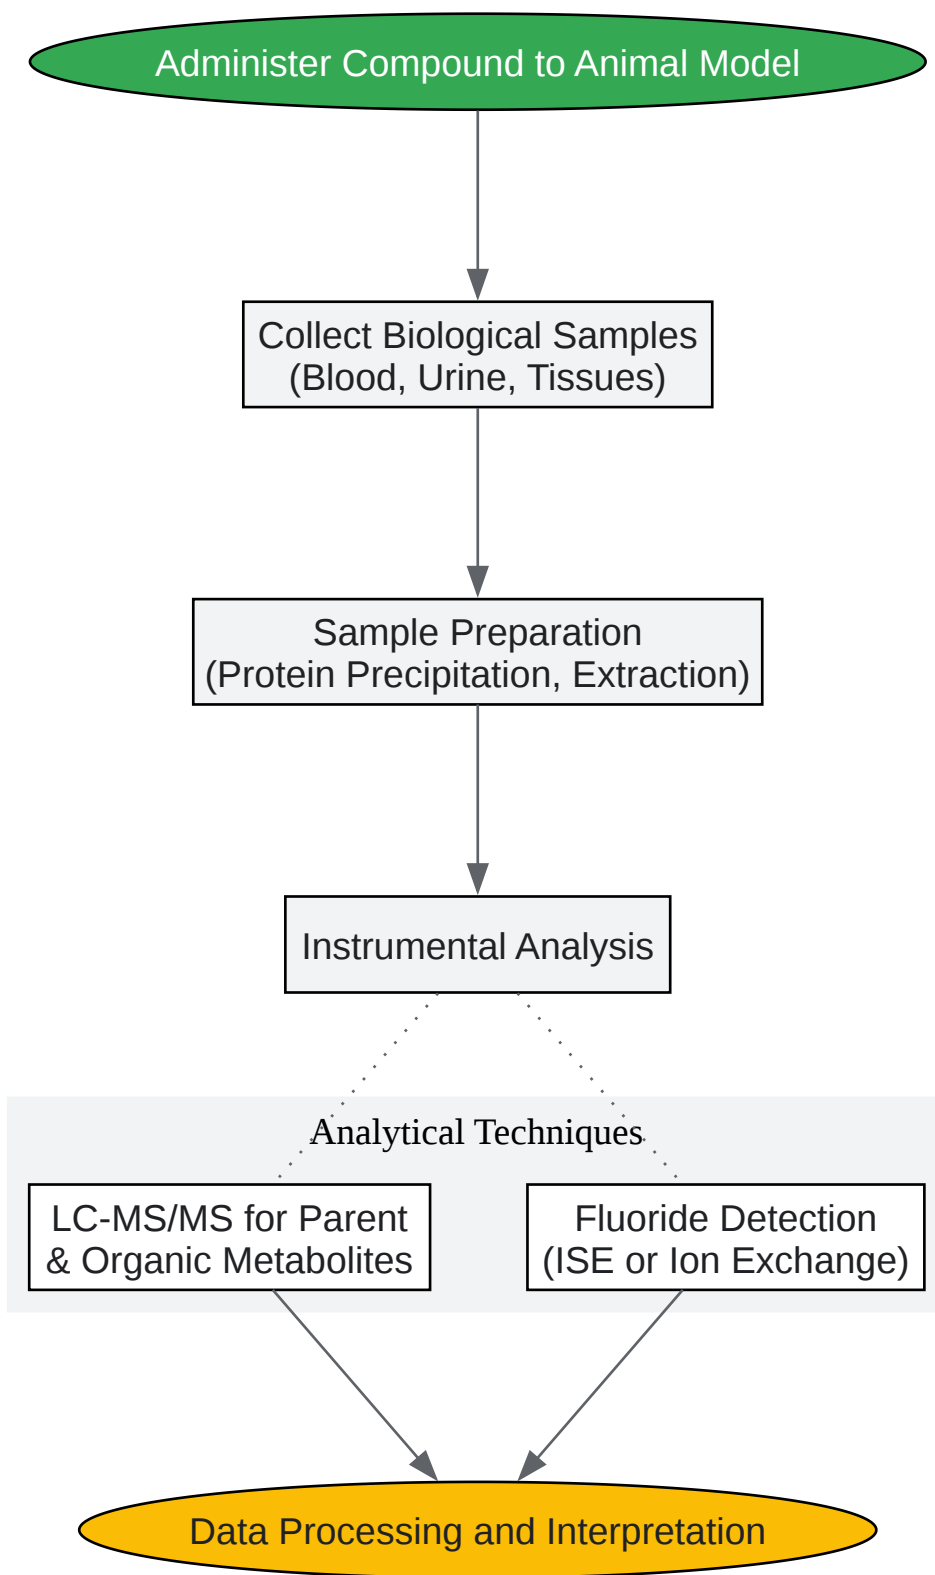 Administer Compound to Animal Model
Collect Biological Samples
(Blood, Urine, Tissues)
Sample Preparation
(Protein Precipitation, Extraction)
Instrumental Analysis
Analytical Techniques
LC-MS/MS for Parent
& Organic Metabolites
Fluoride Detection
(ISE or Ion Exchange)
Data Processing and Interpretation